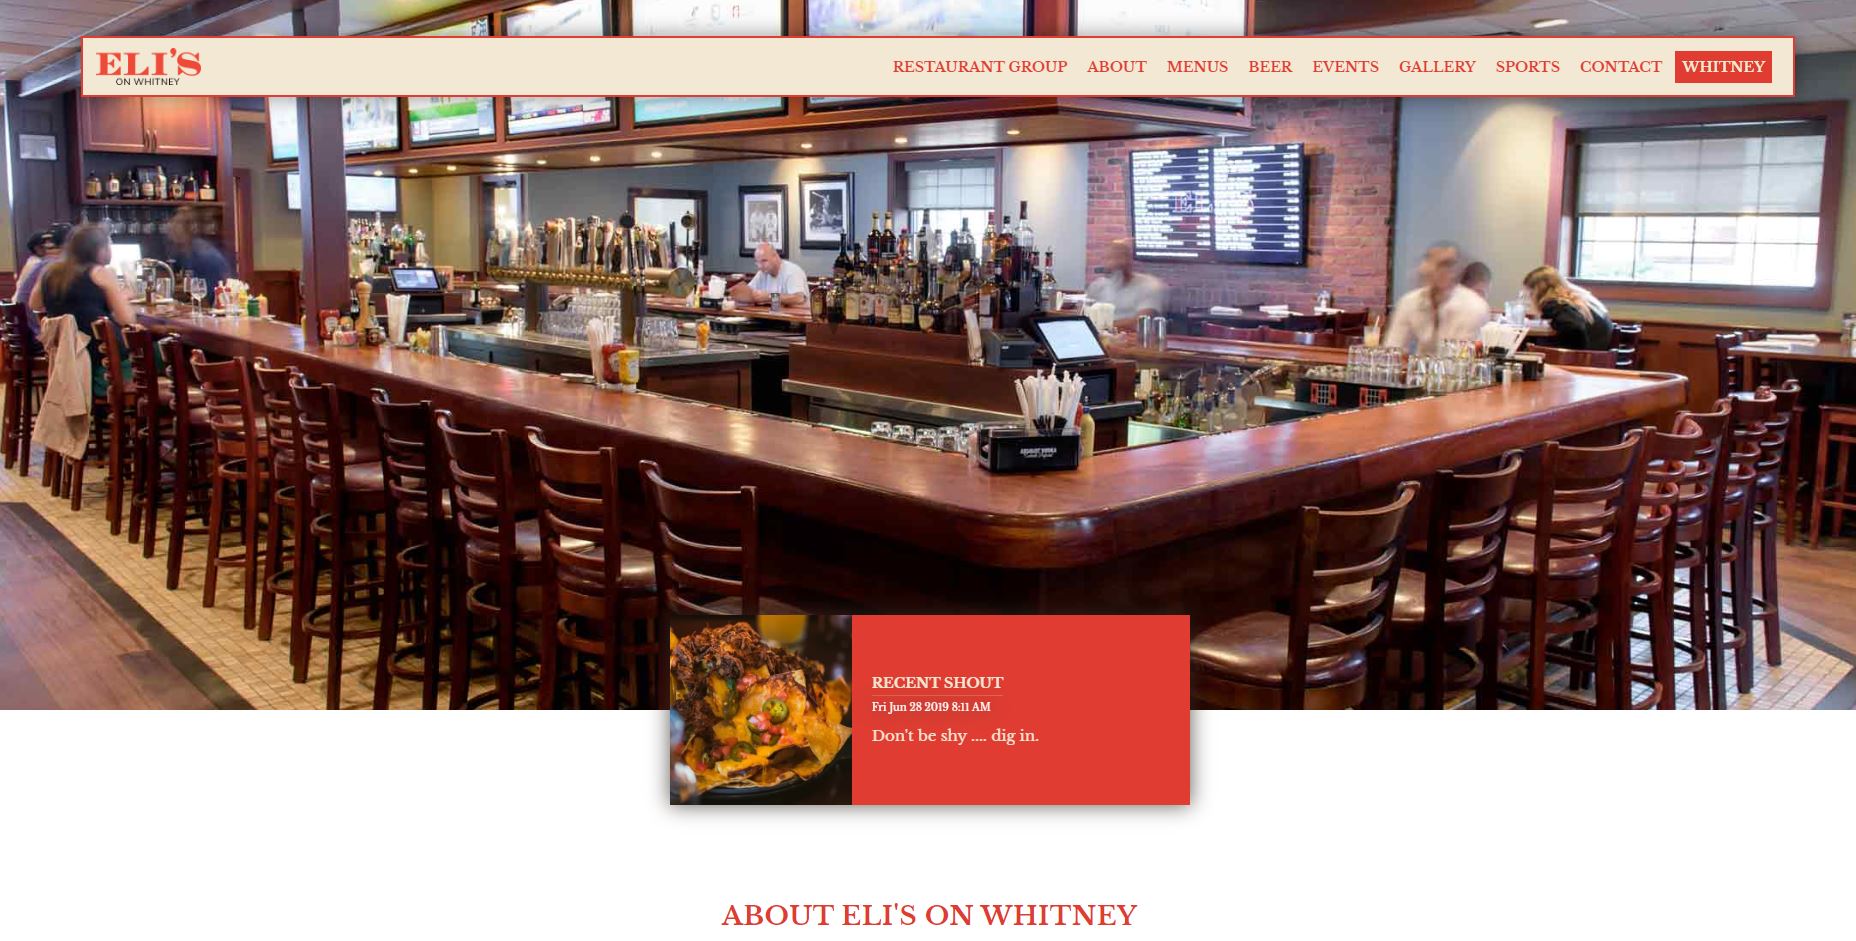 ELI'S
ON WHITNEY
RESTAURANT GROUP ABOUT MENUS BEER EVENTS GALLERY SPORTS CONTACT WHITNEY
RECENT SHOUT
Fri Jun 28 2019 8:11 AM
Don't be shy .... dig in.
ABOUT ELI'S ON WHITNEY